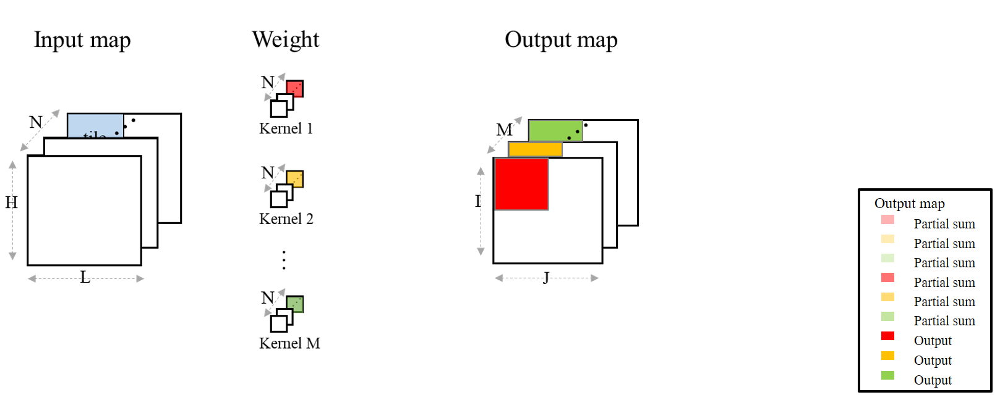 Input map
Weight
Output map
N
H
L
N
Kernel 1
N
Kernel 2
N
Kernel M
M
I
J
Output map
Partial sum
Partial sum
Partial sum
Partial sum
Partial sum
Partial sum
Output
Output
Output